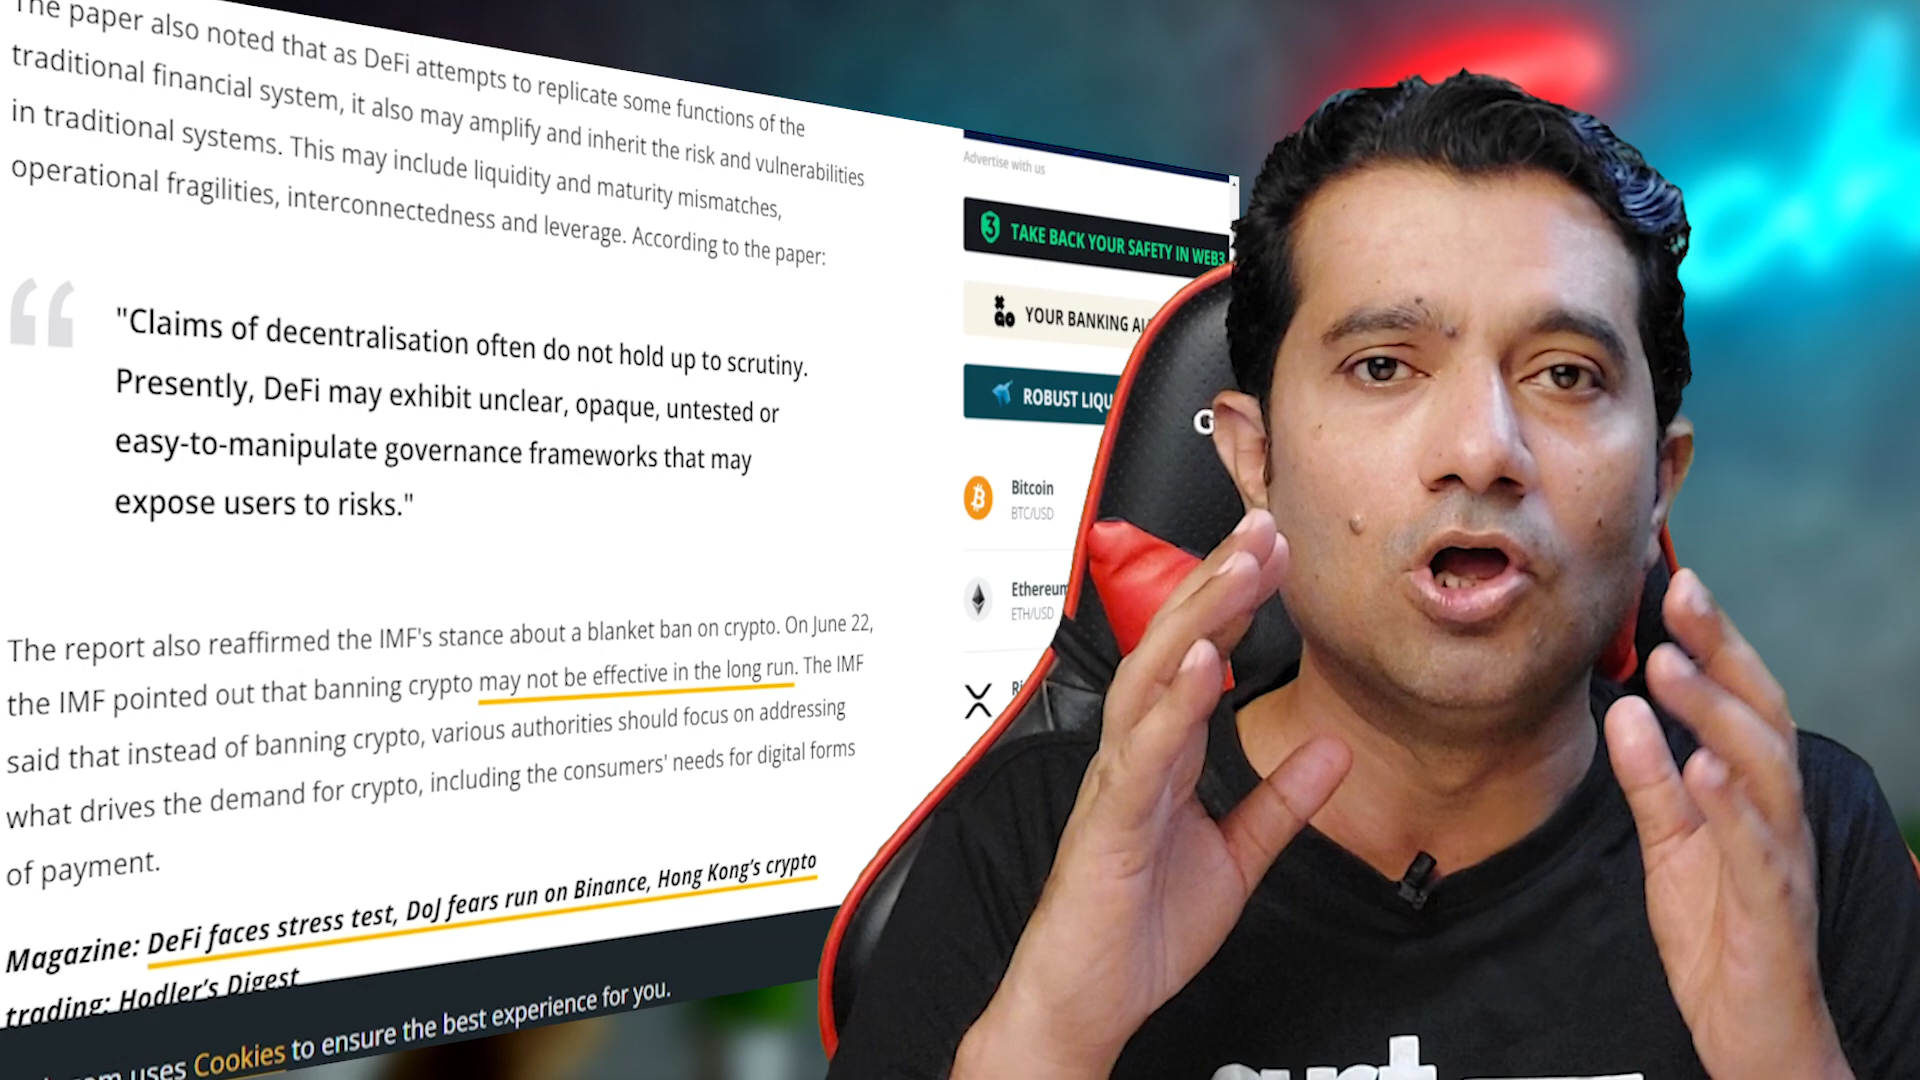 The paper also noted that as DeFi attempts to replicate some functions of the
traditional financial system, it also may amplify and inherit the risk and vulnerabilities
in traditional systems. This may include liquidity and maturity mismatches,
operational fragilities, interconnectedness and leverage. According to the paper:
"Claims of decentralisation often do not hold up to scrutiny.
Presently, DeFi may exhibit unclear, opaque, untested or
easy-to-manipulate governance frameworks that may
expose users to risks."
The report also reaffirmed the IMF's stance about a blanket ban on crypto. On June 22,
the IMF pointed out that banning crypto may not be effective in the long run. The IMF
said that instead of banning crypto, various authorities should focus on addressing
what drives the demand for crypto, including the consumers' needs for digital forms
of payment.
Magazine: DeFi faces stress test, DoJ fears run on Binance, Hong Kong's crypto
trading: Hodler's Digest
uses Cookies to ensure the best experience for you.
Advertise with us
TAKE BACK YOUR SAFETY IN WEB3
YOUR BANKING
ROBUST
Bitcoin
BTC/USD
Ethereum
ETH/USD